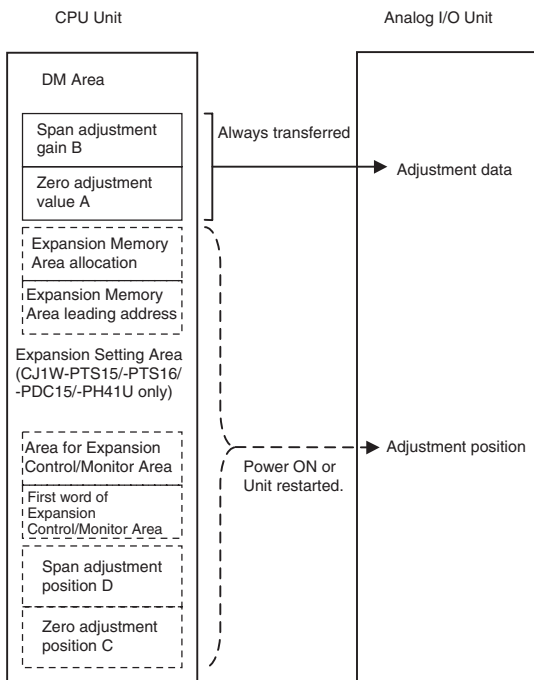 CPU Unit
Analog I/O Unit
DM Area
Span adjustment
gain B
Always transferred
Adjustment data
Zero adjustment
value A
Expansion Memory
Area allocation
Expansion Memory
Area leading address
Expansion Setting Area
(CJ1W-PTS15/-PTS16/
-PDC15/-PH41U only)
Area for Expansion
Control/Monitor Area
Adjustment position
Power ON or
Unit restarted.
First word of
Expansion
Control/Monitor Area
Span adjustment
position D
Zero adjustment
position C